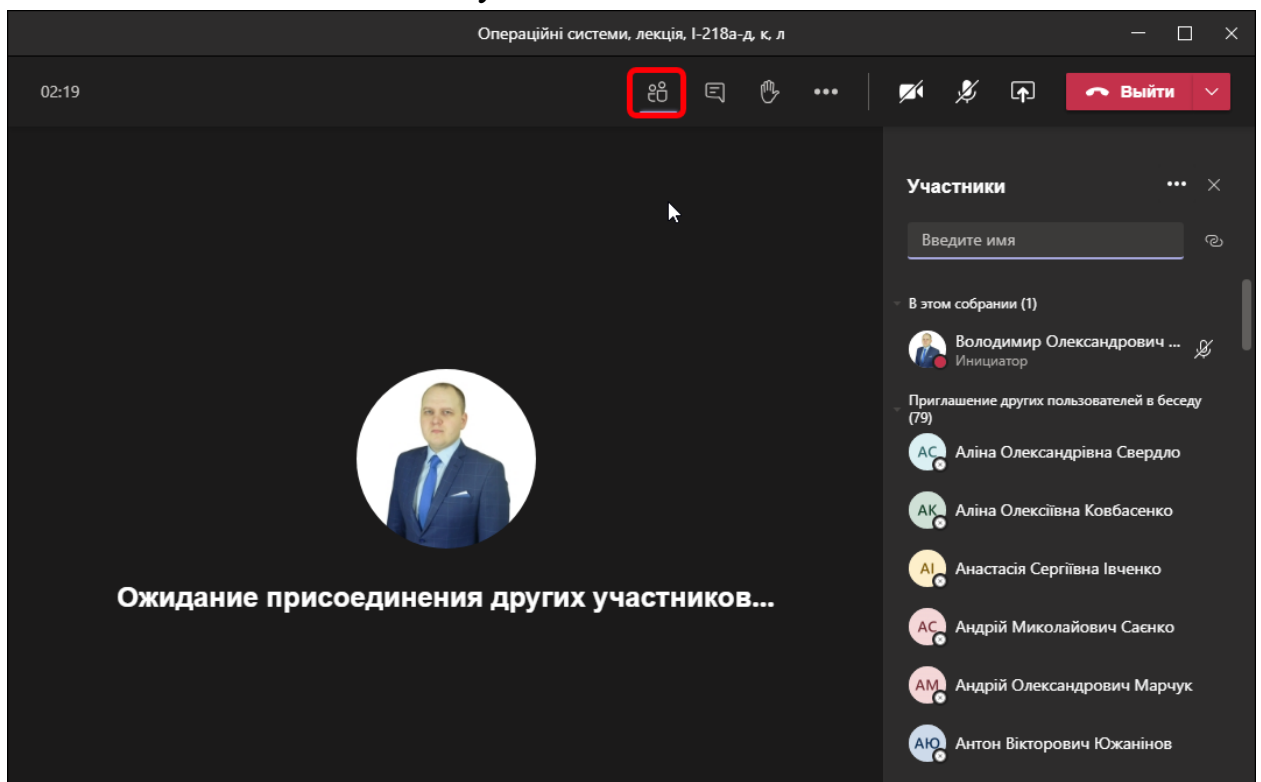 Операційні системи, лекція, І-218а-д, к, л
02:19
Выйти
Участники
Введите имя
В этом собрании (1)
Володимир Олександрович ...
Инициатор
Приглашение других пользователей в беседу
(79)
АС Аліна Олександрівна Свердло
АК Аліна Олексіївна Ковбасенко
АІ Анастасія Сергіївна Івченко
АС Андрій Миколайович Саєнко
АМ Андрій Олександрович Марчук
АЮ Антон Вікторович Южанінов
Ожидание присоединения других участников...